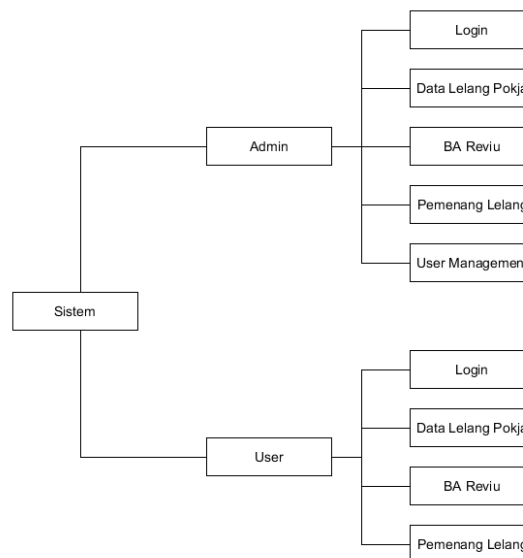 Login
Data Lelang Pokja
Admin
BA Reviu
Pemenang Lelang
User Management
Sistem
Login
Data Lelang Pokja
User
BA Reviu
Pemenang Lelang